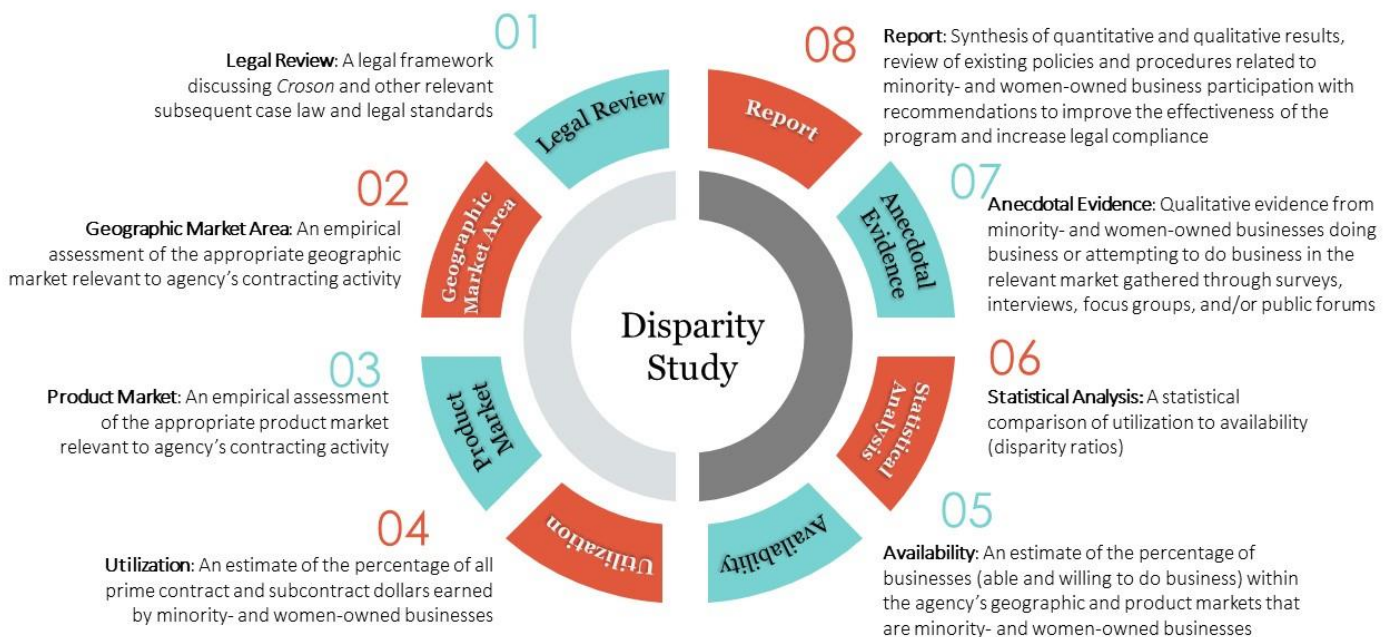 01
Legal Review: A legal framework
discussing Croson and other relevant
subsequent case law and legal standards
02
Geographic Market Area: An empirical
assessment of the appropriate geographic
market relevant to agency’s contracting activity
03
Product Market: An empirical assessment
of the appropriate product market
relevant to agency’s contracting activity
04
Utilization: An estimate of the percentage of all
prime contract and subcontract dollars earned
by minority- and women-owned businesses
Legal Review
Geographic
Market Area
Product
Market
Utilization
Disparity
Study
Report
Anecdotal
Evidence
Statistical
Analysis
Availability
08
Report: Synthesis of quantitative and qualitative results,
review of existing policies and procedures related to
minority- and women-owned business participation with
recommendations to improve the effectiveness of the
program and increase legal compliance
07
Anecdotal Evidence: Qualitative evidence from
minority- and women-owned businesses doing
business or attempting to do business in the
relevant market gathered through surveys,
interviews, focus groups, and/or public forums
06
Statistical Analysis: A statistical
comparison of utilization to availability
(disparity ratios)
05
Availability: An estimate of the percentage of
businesses (able and willing to do business) within
the agency’s geographic and product markets that
are minority- and women-owned businesses